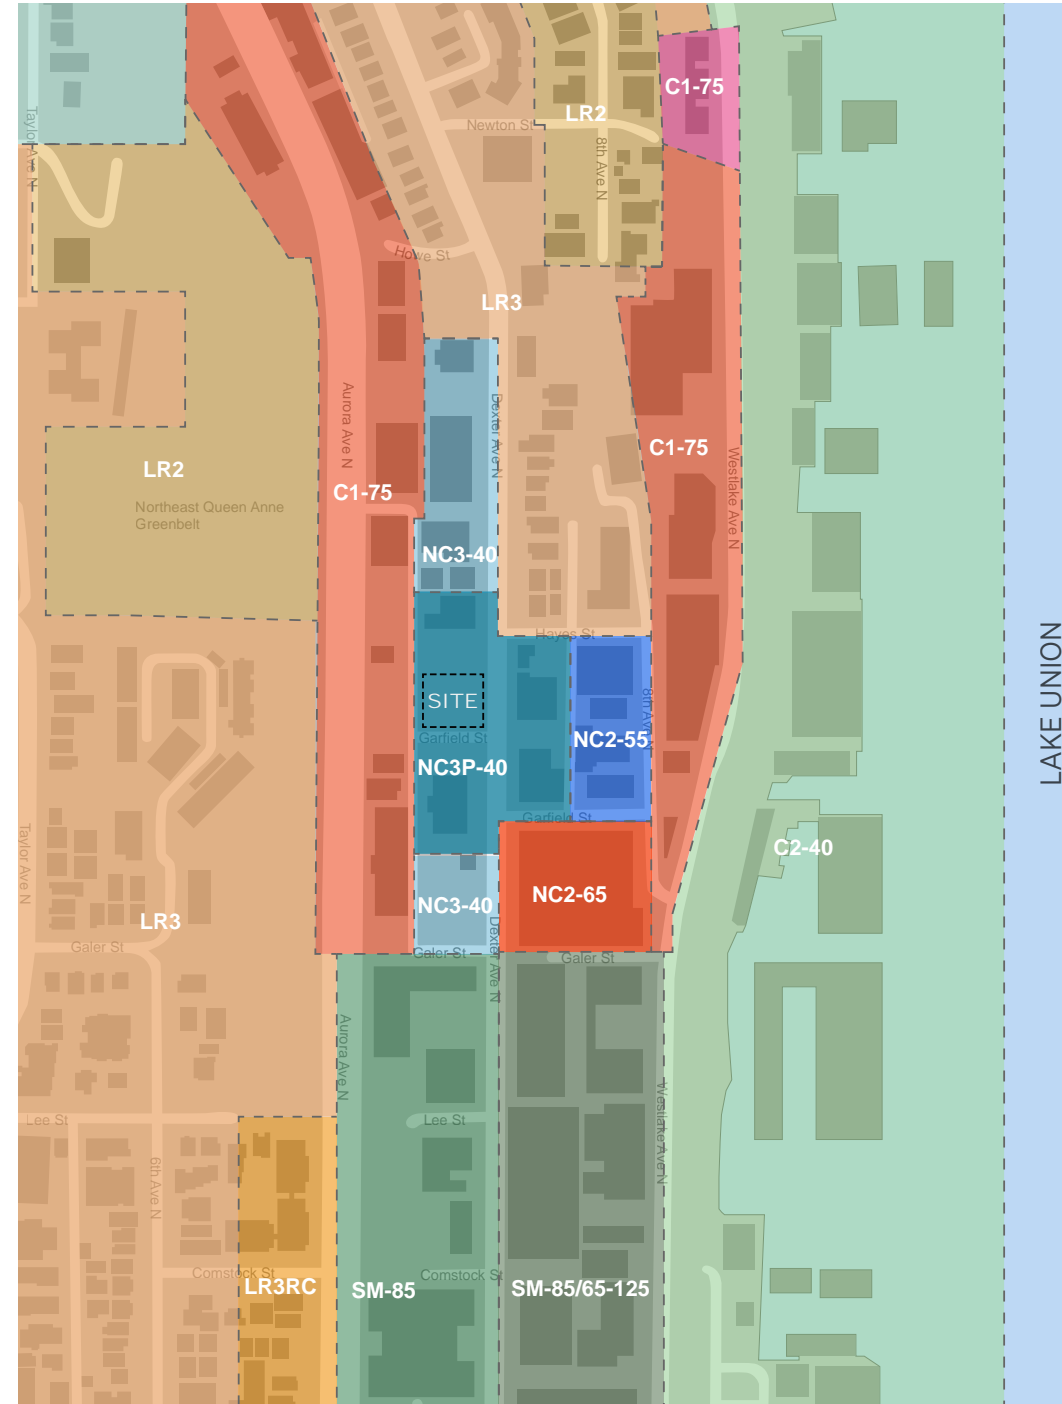 C1-75
Taylor Ave N
LR2
Newton St
8th Ave N
Howe St
LR3
Aurora Ave N
Dexter Ave N
C1-75
Westlake Ave N
LR2
C1-75
Northeast Queen Anne
Greenbelt
NC3-40
Hayes St
LAKE UNION
SITE
8th Ave N
Garfield St
NC2-55
NC3P-40
Garfield St
Taylor Ave N
C2-40
NC2-65
NC3-40
LR3
Dexter Ave N
Galer St
Galer St
Galer St
Aurora Ave N
Westlake Ave N
Lee St
Lee St
6th Ave N
Comstock St
Comstock St
LR3RC
SM-85
SM-85/65-125